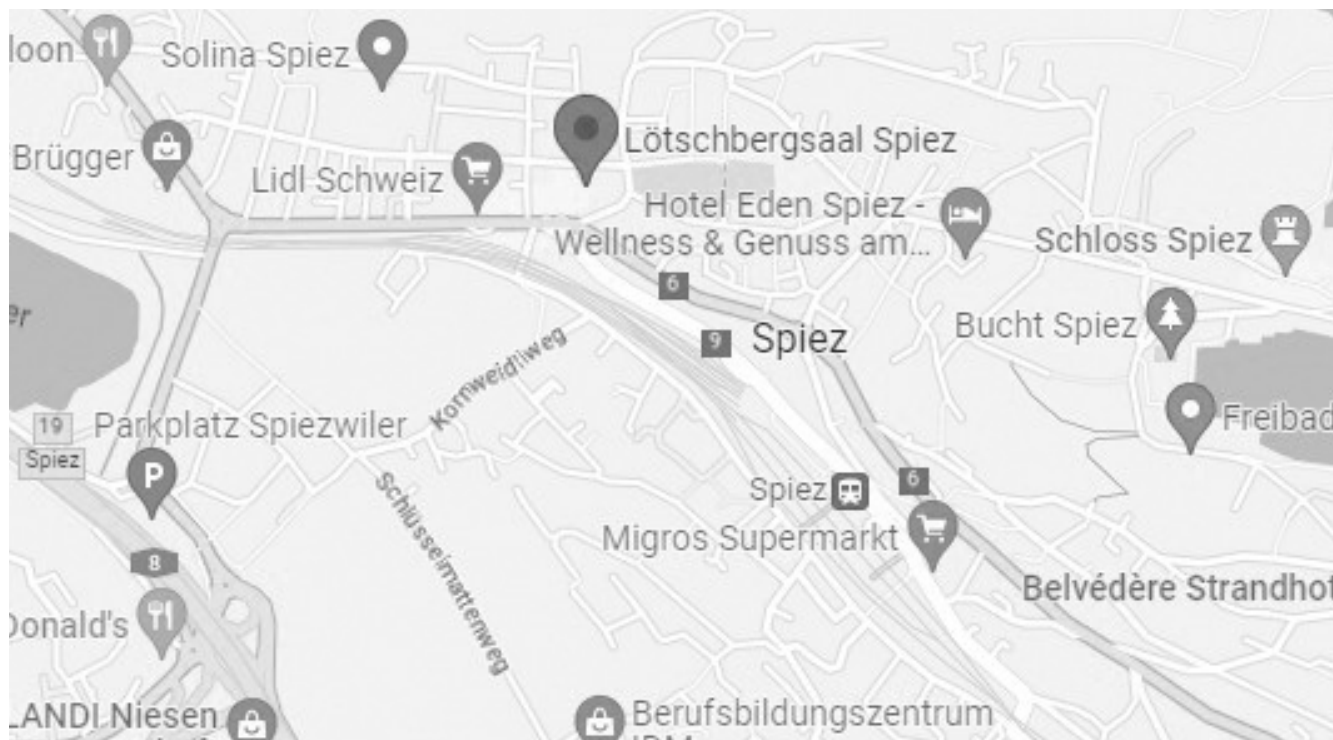 loon
Solina Spiez
Lötschbergsaal Spiez
Brügger
Lidl Schweiz
Hotel Eden Spiez -
Wellness & Genuss am...
Schloss Spiez
6
Bucht Spiez
er
9
Spiez
Kornweidliweg
19
Parkplatz Spiezwiler
Freibad
Spiez
P
Schlüsselmattenweg
Spiez
6
Migros Supermarkt
8
Belvédère Strandhot
Donald's
LANDI Niesen
Berufsbildungszentrum